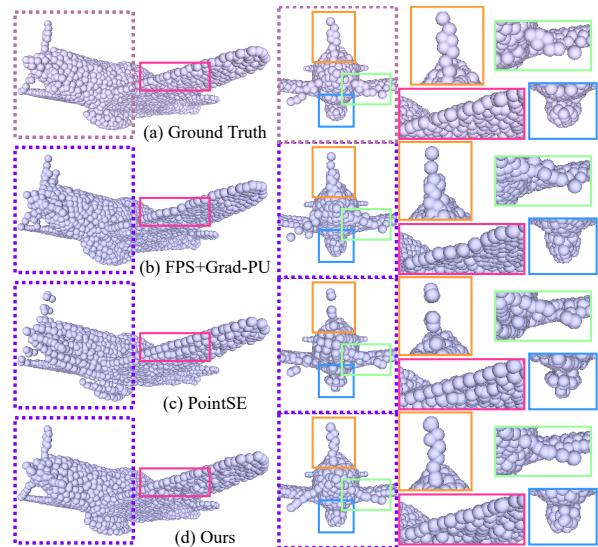 (a) Ground Truth
(b) FPS+Grad-PU
(c) PointSE
(d) Ours